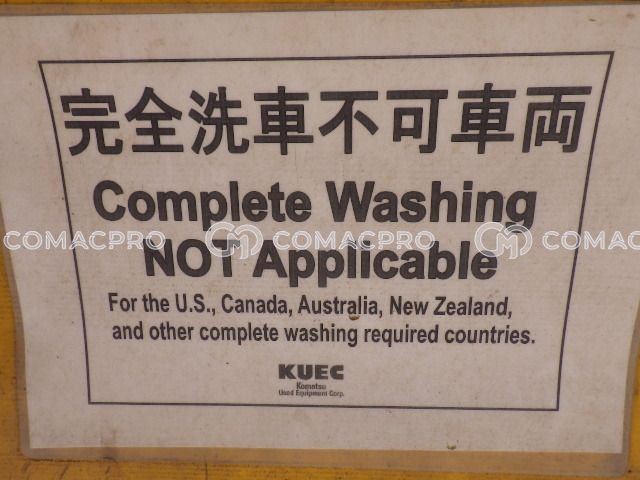 完全洗車不可車両
Complete Washing
NOT Applicable
COMACPRO COMACPRO COMACPRO
For the U.S., Canada, Australia, New Zealand,
and other complete washing required countries.
KUEC
Komatsu
Used Equipment Corp.